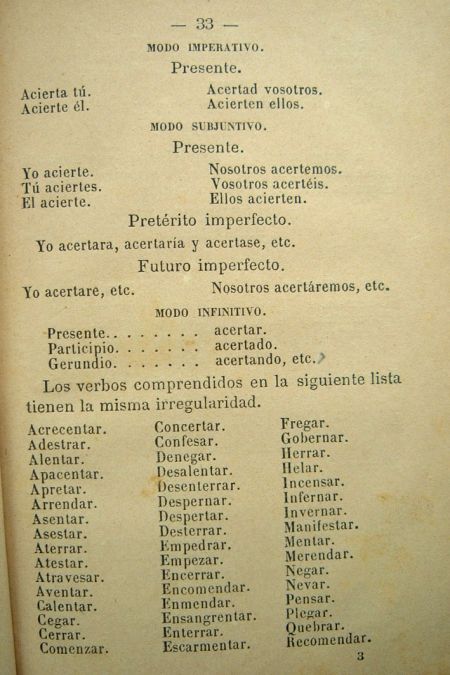 — 33 —
MODO IMPERATIVO.
Presente.
Acierta tú. Acertad vosotros.
Acierte él. Acierten ellos.
MODO SUBJUNTIVO.
Presente.
Yo acierte. Nosotros acertemos.
Tú aciertes. Vosotros acertéis.
El acierte. Ellos acierten.
Pretérito imperfecto.
Yo acertara, acertaría y acertase, etc.
Futuro imperfecto.
Yo acertare, etc. Nosotros acertáremos, etc.
MODO INFINITIVO.
Presente. . . . . . . . acertar.
Participio. . . . . . . acertado.
Gerundio. . . . . . . . acertando, etc.
Los verbos comprendidos en la siguiente lista
tienen la misma irregularidad.
Acrecentar. Concertar. Fregar.
Adestrar. Confesar. Gobernar.
Alentar. Denegar. Herrar.
Apacentar. Desalentar. Helar.
Apretar. Desenterrar. Incensar.
Arrendar. Despernar. Infernar.
Asentar. Despertar. Invernar.
Asestar. Desterrar. Manifestar.
Aterrar. Empedrar. Mentar.
Atestar. Empezar. Merendar.
Atravesar. Encerrar. Negar.
Aventar. Encomendar. Nevar.
Calentar. Enmendar. Pensar.
Cegar. Ensangrentar. Plegar.
Cerrar. Enterrar. Quebrar.
Comenzar. Escarmentar. Recomendar.
3